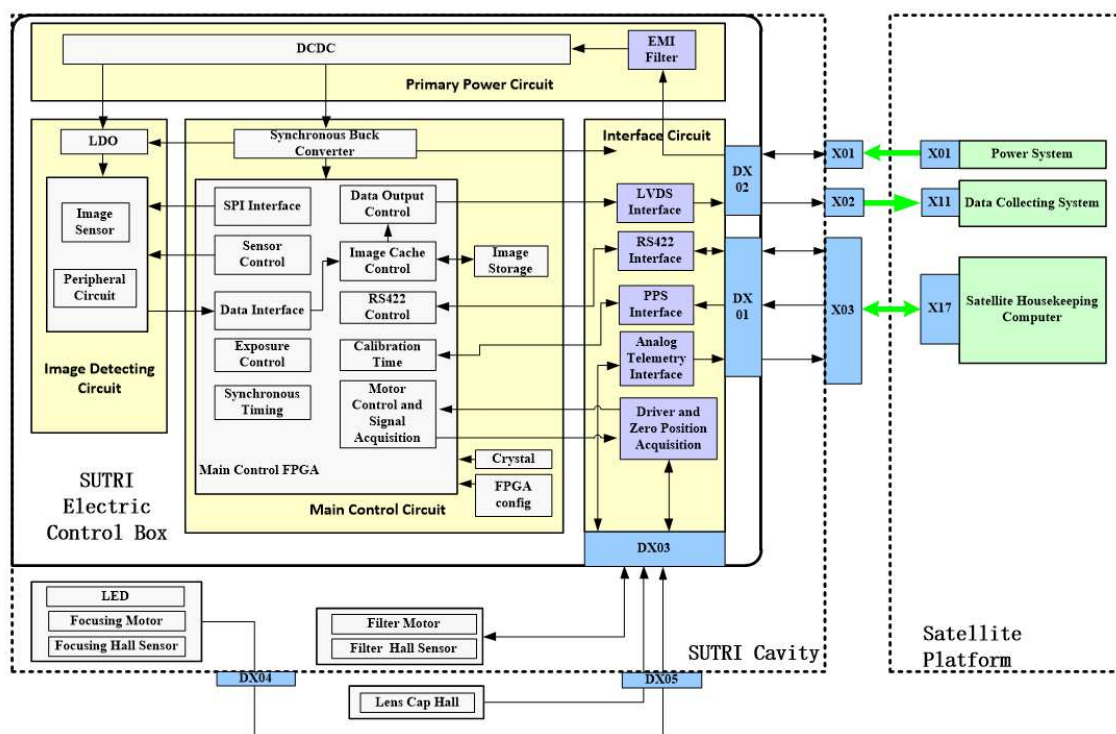 DCDC
EMI
Filter
Primary Power Circuit
LDO
Synchronous Buck
Converter
Interface Circuit
DX
02
X01
X01
Power System
Image
Sensor
Peripheral
Circuit
Image Detecting
Circuit
SPI Interface
Sensor
Control
Data Interface
Exposure
Control
Synchronous
Timing
Data Output
Control
Image Cache
Control
Image
Storage
RS422
Control
Calibration
Time
Motor
Control and
Signal
Acquisition
Main Control FPGA
Crystal
FPGA
config
Main Control Circuit
LVDS
Interface
RS422
Interface
PPS
Interface
Analog
Telemetry
Interface
Driver and
Zero Position
Acquisition
DX
01
X02
X11
Data Collecting System
X03
X17
Satellite Housekeeping
Computer
SUTRI
Electric
Control Box
DX03
LED
Focusing Motor
Focusing Hall Sensor
Filter Motor
Filter Hall Sensor
SUTRI Cavity
Satellite
Platform
DX04
DX05
Lens Cap Hall